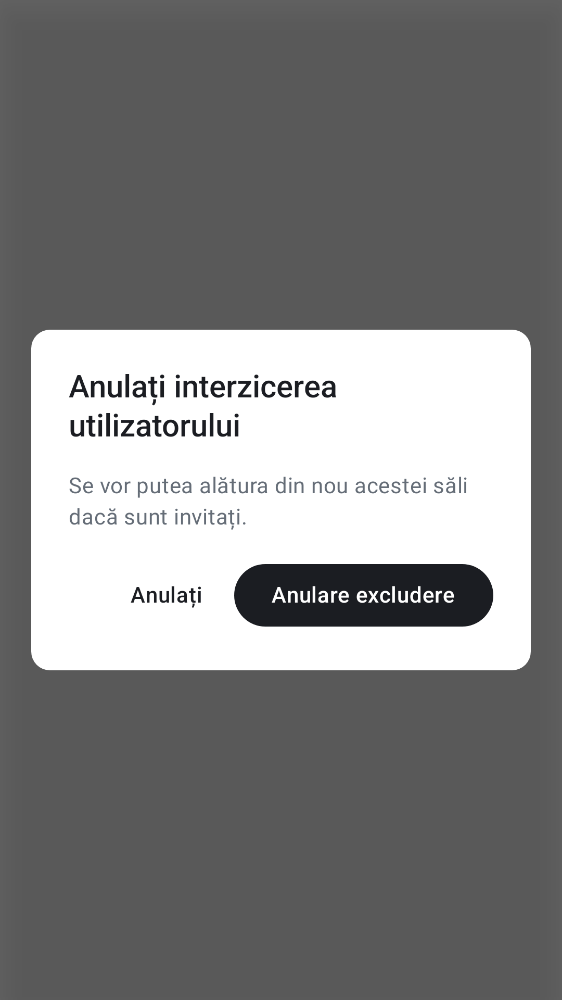 Anulați interzicerea
utilizatorului
Se vor putea alătura din nou acestei săli
dacă sunt invitați.
Anulați
Anulare excludere